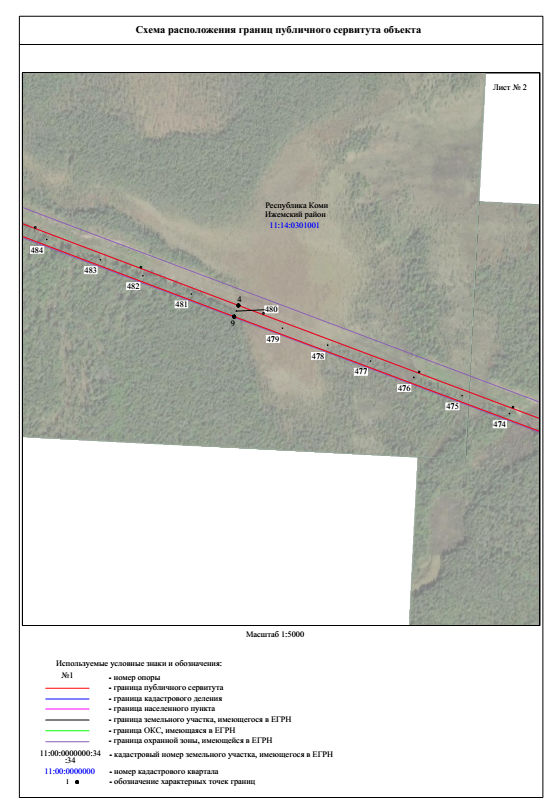 Схема расположения границ публичного сервитута объекта
Лист № 2
Республика Коми
Ижемский район
11:14:0301001
484
483
482
481
4
480
9
479
478
477
476
475
474
Масштаб 1:5000
Используемые условные знаки и обозначения:
№1 - номер опоры
- граница публичного сервитута
- граница кадастрового деления
- граница населенного пункта
- граница земельного участка, имеющегося в ЕГРН
- граница ОКС, имеющаяся в ЕГРН
- граница охранной зоны, имеющейся в ЕГРН
11:00:0000000:34 - кадастровый номер земельного участка, имеющегося в ЕГРН
:34
11:00:0000000 - номер кадастрового квартала
1 - обозначение характерных точек границ